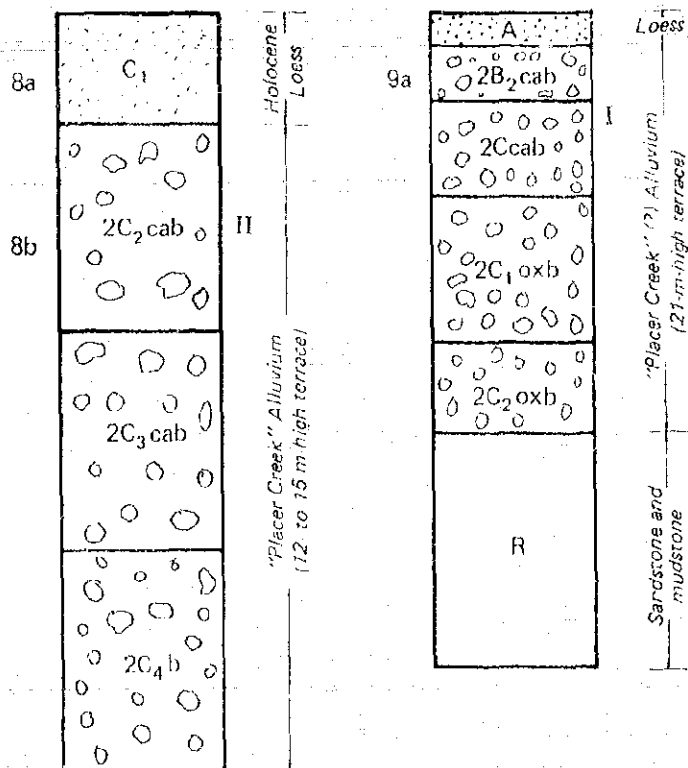 8a
C₁
Holocene
Loess
8b
2C₂cab
II
2C₃cab
"Placer Creek" Alluvium
(12- to 15 m-high terrace)
2C₄b
A
Loess
9a
2B₂cab
I
2Ccab
2C₁oxb
"Placer Creek" (?) Alluvium
(21-m-high terrace)
2C₂oxb
R
Sandstone and
mudstone